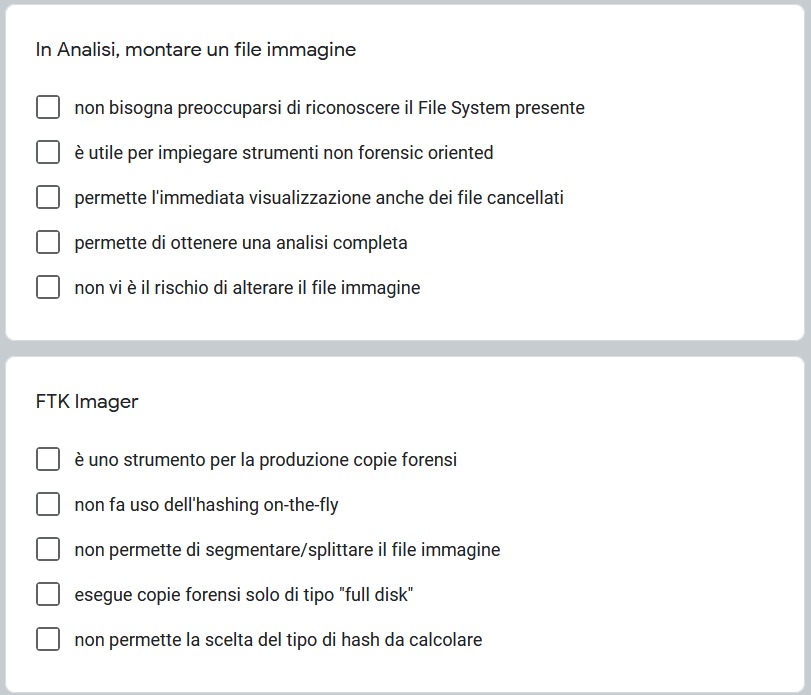 In Analisi, montare un file immagine
non bisogna preoccuparsi di riconoscere il File System presente
è utile per impiegare strumenti non forensic oriented
permette l'immediata visualizzazione anche dei file cancellati
permette di ottenere una analisi completa
non vi è il rischio di alterare il file immagine
FTK Imager
è uno strumento per la produzione copie forensi
non fa uso dell'hashing on-the-fly
non permette di segmentare/splittare il file immagine
esegue copie forensi solo di tipo "full disk"
non permette la scelta del tipo di hash da calcolare